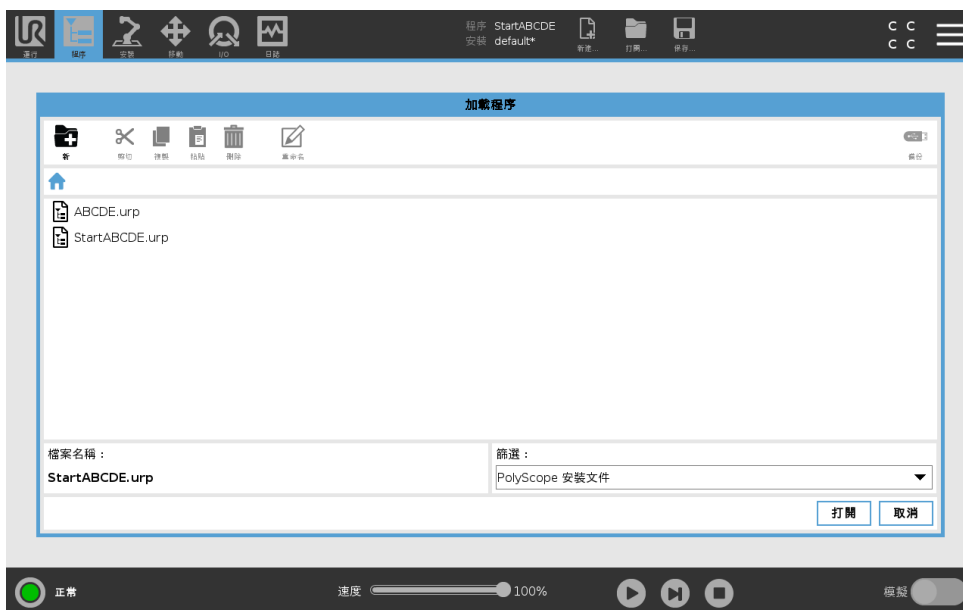 UR
運行
程序
安裝
移動
I/O
日誌
程序 StartABCDE
安裝 default*
新建...
打開...
保存...
C C
C C
加載程序
新
剪切
複製
粘貼
刪除
重命名
備份
ABCDE.urp
StartABCDE.urp
檔案名稱：
StartABCDE.urp
篩選：
PolyScope 安裝文件
打開
取消
正常
速度
100%
模擬